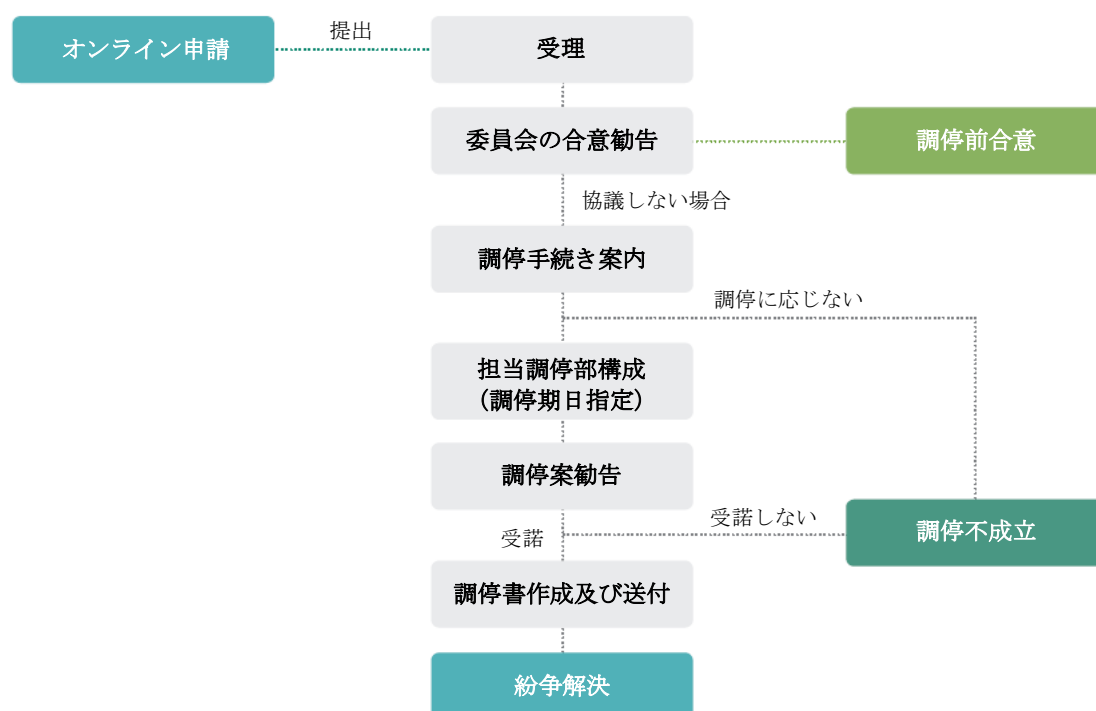 オンライン申請
提出
受理
委員会の合意勧告
調停前合意
協議しない場合
調停手続き案内
調停に応じない
担当調停部構成
(調停期日指定)
調停案勧告
受諾しない
調停不成立
受諾
調停書作成及び送付
紛争解決